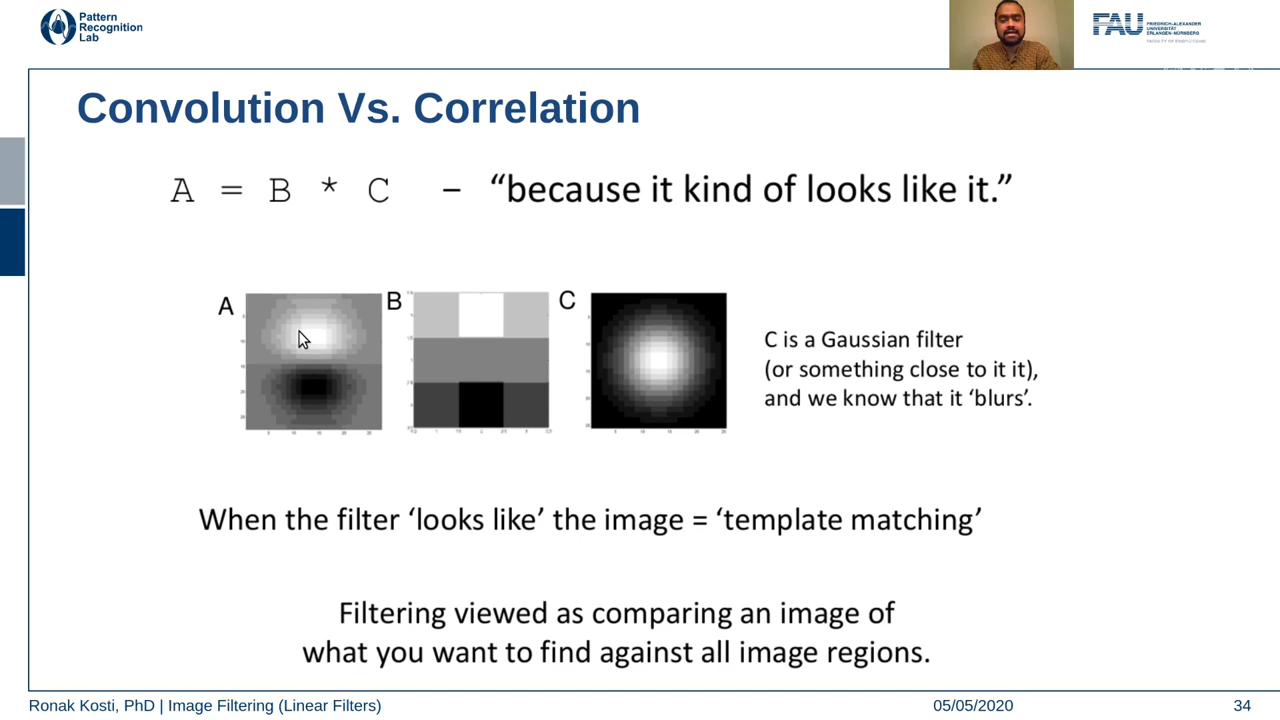 Pattern
Recognition
Lab
FAU
FRIEDRICH-ALEXANDER
UNIVERSITÄT
ERLANGEN-NÜRNBERG
FACULTY OF ENGINEERING
Convolution Vs. Correlation
A = B * C – “because it kind of looks like it.”
A
B
C
C is a Gaussian filter
(or something close to it it),
and we know that it ‘blurs’.
When the filter ‘looks like’ the image = ‘template matching’
Filtering viewed as comparing an image of
what you want to find against all image regions.
Ronak Kosti, PhD | Image Filtering (Linear Filters)
05/05/2020
34